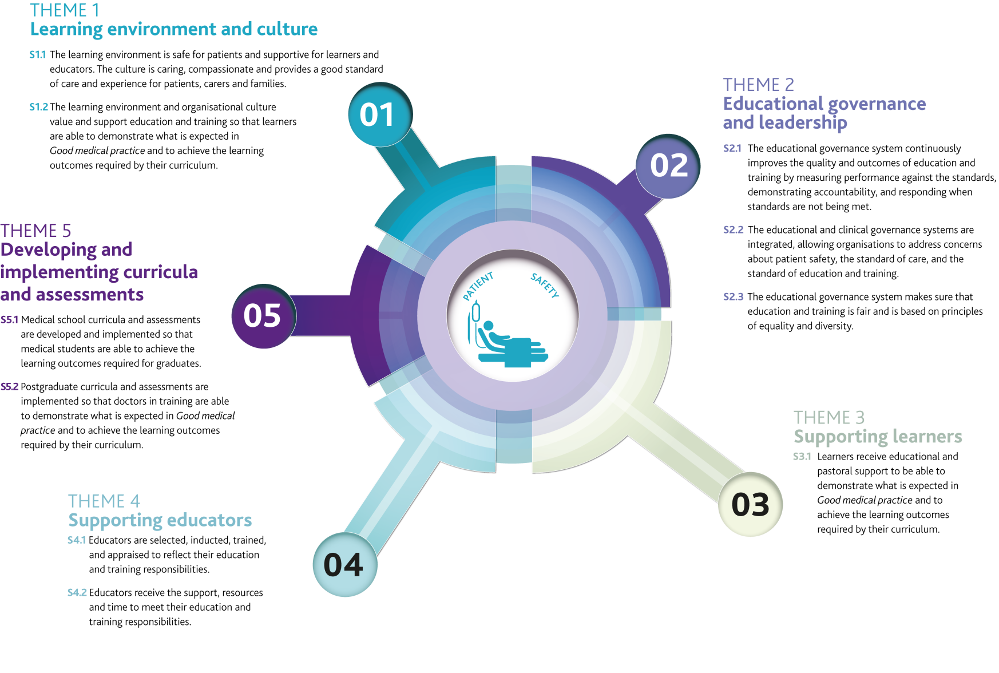 THEME 1
Learning environment and culture
S1.1 The learning environment is safe for patients and supportive for learners and
educators. The culture is caring, compassionate and provides a good standard
of care and experience for patients, carers and families.
S1.2 The learning environment and organisational culture
value and support education and training so that learners
are able to demonstrate what is expected in
Good medical practice and to achieve the learning
outcomes required by their curriculum.
01
THEME 2
Educational governance
and leadership
S2.1 The educational governance system continuously
improves the quality and outcomes of education and
training by measuring performance against the standards,
demonstrating accountability, and responding when
standards are not being met.
S2.2 The educational and clinical governance systems are
integrated, allowing organisations to address concerns
about patient safety, the standard of care, and the
standard of education and training.
S2.3 The educational governance system makes sure that
education and training is fair and is based on principles
of equality and diversity.
02
THEME 5
Developing and
implementing curricula
and assessments
S5.1 Medical school curricula and assessments
are developed and implemented so that
medical students are able to achieve the
learning outcomes required for graduates.
S5.2 Postgraduate curricula and assessments are
implemented so that doctors in training are able
to demonstrate what is expected in Good medical
practice and to achieve the learning outcomes
required by their curriculum.
05
PATIENT SAFETY
THEME 3
Supporting learners
S3.1 Learners receive educational and
pastoral support to be able to
demonstrate what is expected in
Good medical practice and to
achieve the learning outcomes
required by their curriculum.
03
THEME 4
Supporting educators
S4.1 Educators are selected, inducted, trained,
and appraised to reflect their education
and training responsibilities.
S4.2 Educators receive the support, resources
and time to meet their education and
training responsibilities.
04